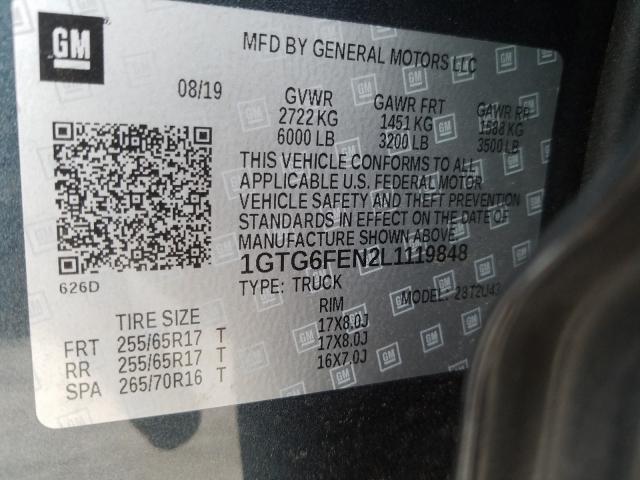 GM
MFD BY GENERAL MOTORS LLC
08/19
GVWR GAWR FRT GAWR RR
2722 KG 1451 KG 1588 KG
6000 LB 3200 LB 3500 LB
THIS VEHICLE CONFORMS TO ALL
APPLICABLE U.S. FEDERAL MOTOR
VEHICLE SAFETY AND THEFT PREVENTION
STANDARDS IN EFFECT ON THE DATE OF
MANUFACTURE SHOWN ABOVE
1GTG6FEN2L1119848
626D
TYPE: TRUCK MODEL:
TIRE SIZE RIM
FRT 255/65R17 T 17X8.0J
RR 255/65R17 T 17X8.0J
SPA 265/70R16 T 16X7.0J